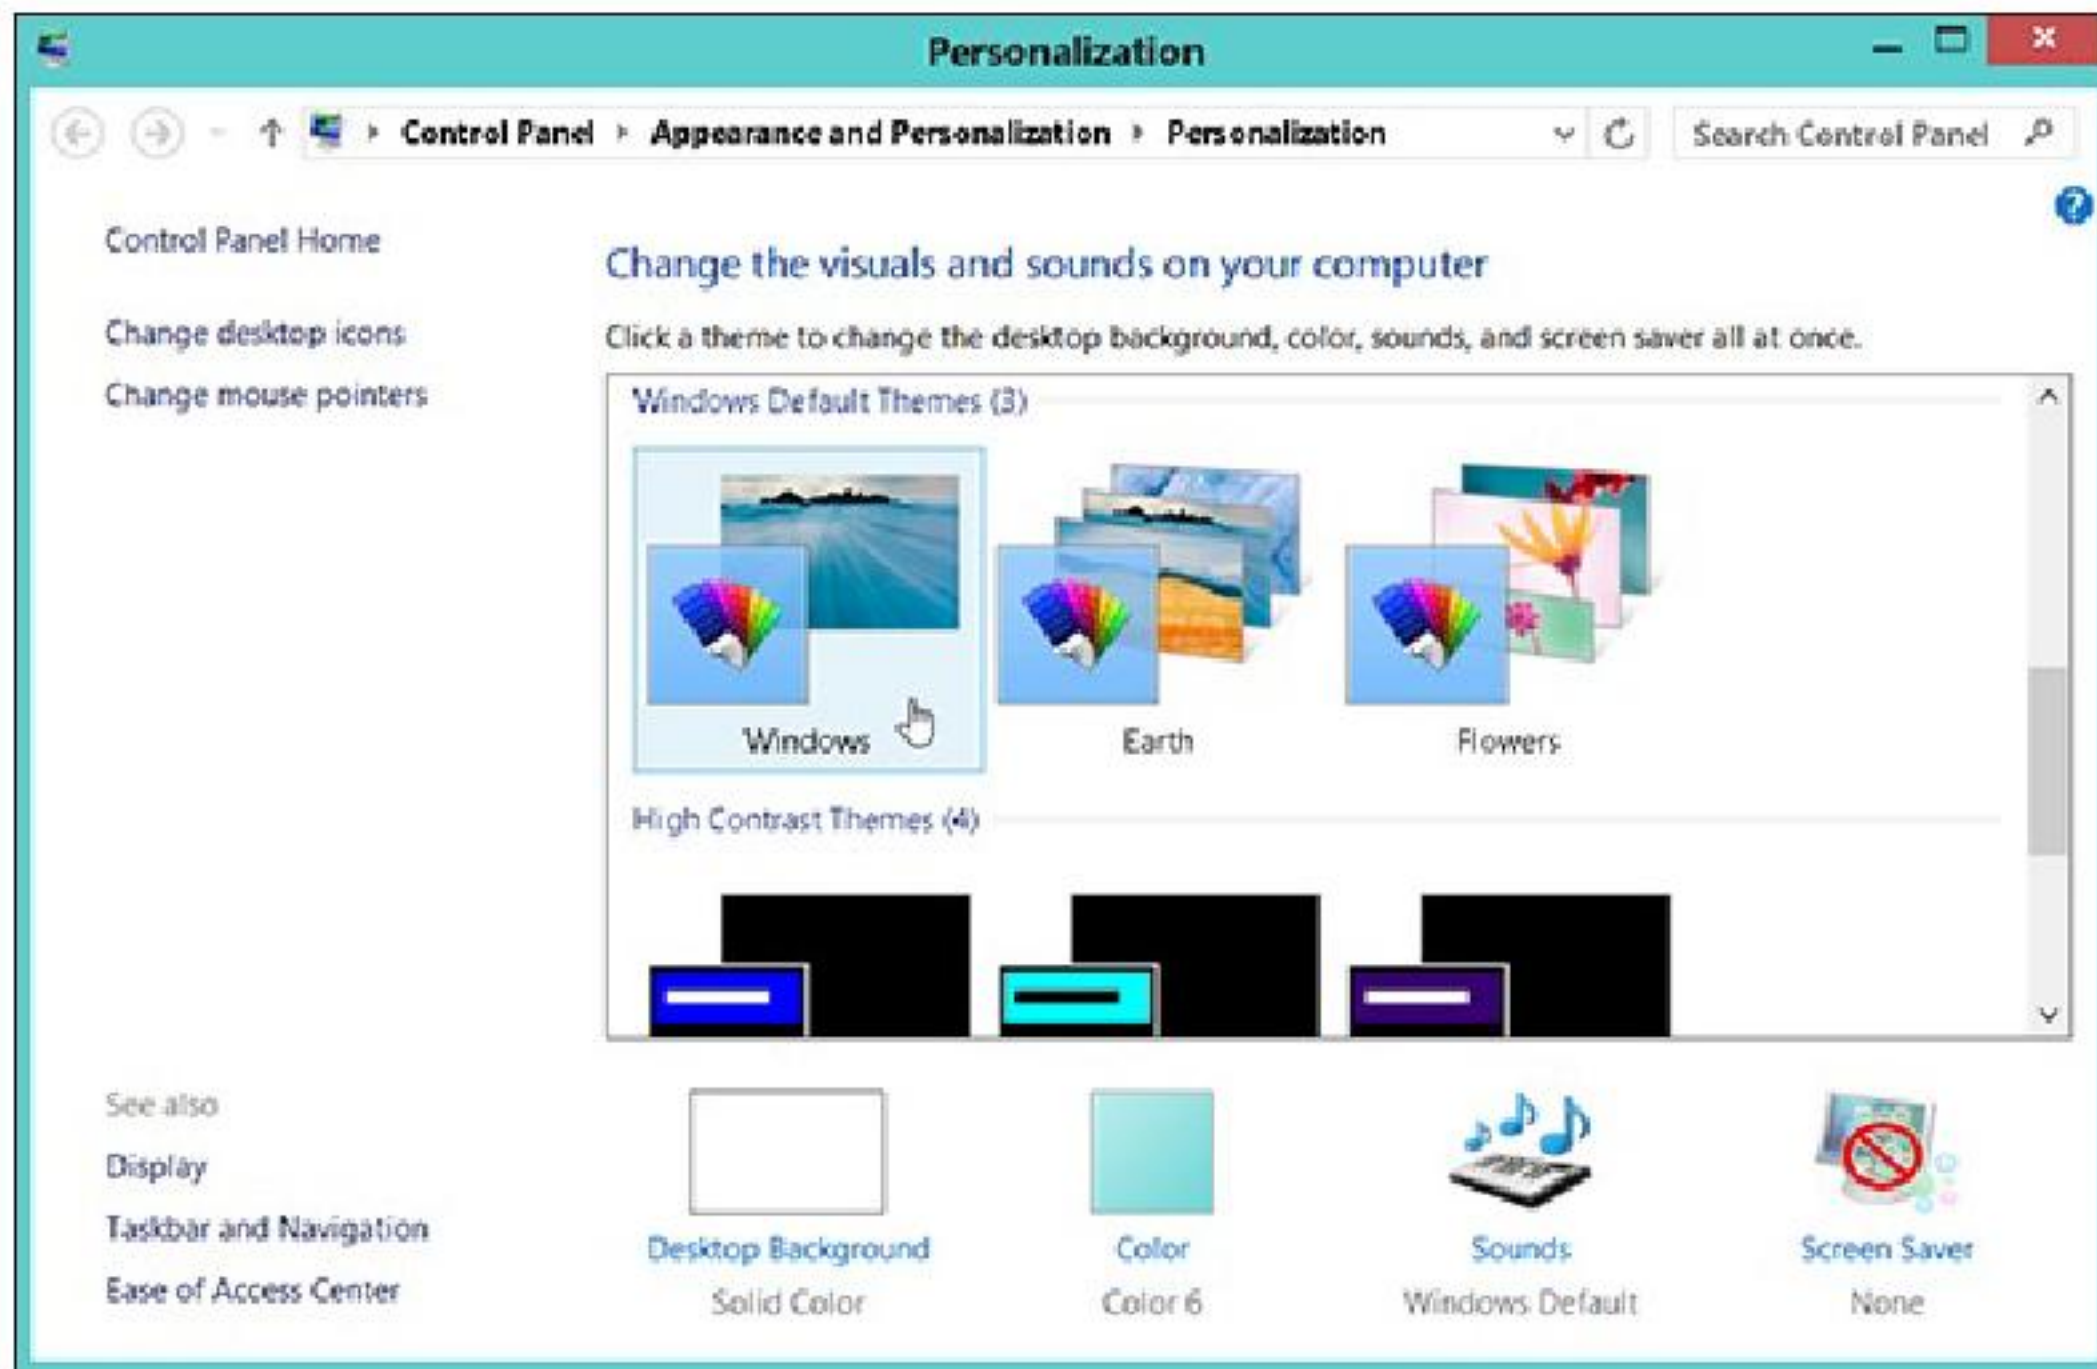 Personalization
Control Panel Appearance and Personalization Personalization
Search Control Panel
Control Panel Home
Change desktop icons
Change mouse pointers
Change the visuals and sounds on your computer
Click a theme to change the desktop background, color, sounds, and screen saver all at once.
Windows Default Themes (3)
Windows
Earth
Flowers
High Contrast Themes (4)
See also
Display
Taskbar and Navigation
Ease of Access Center
Desktop Background
Solid Color
Color
Color 6
Sounds
Windows Default
Screen Saver
None